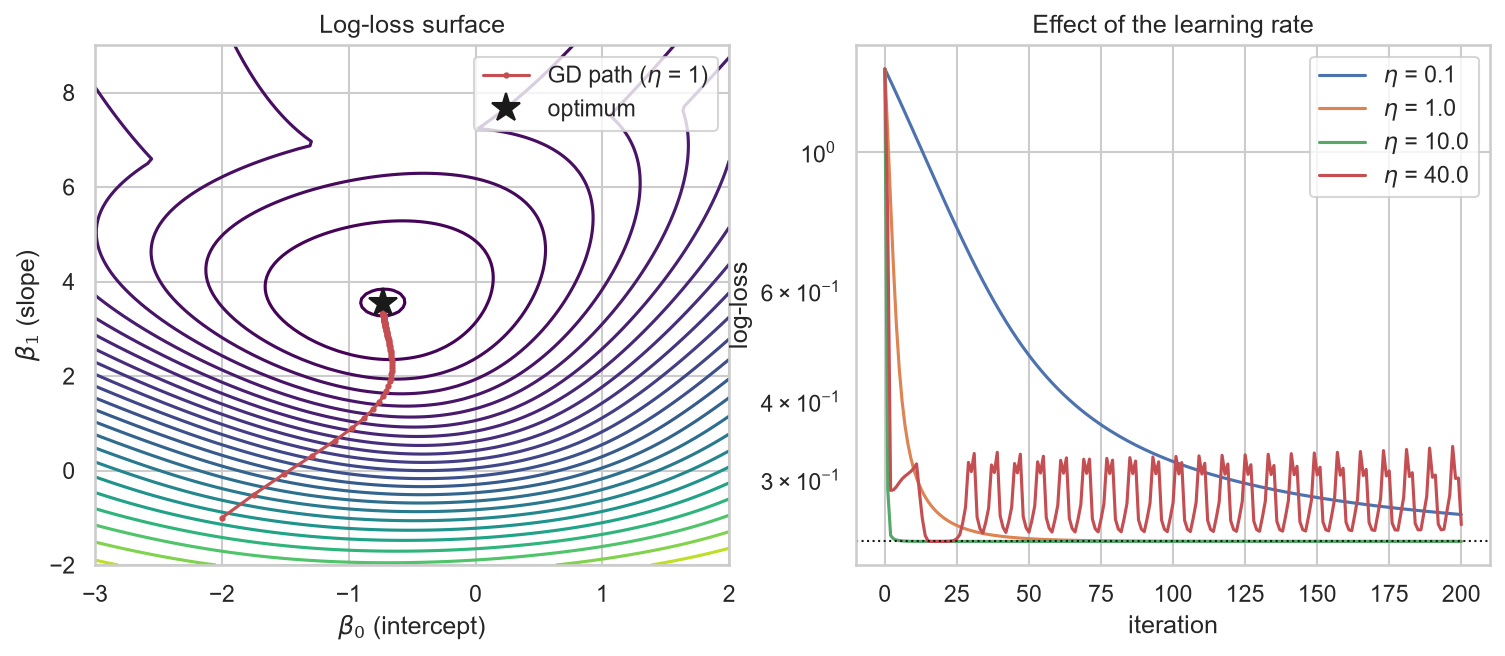 Log-loss surface
GD path (η = 1)
optimum
8
6
4
2
0
−2
−3
−2
−1
0
1
2
β₁ (slope)
β₀ (intercept)
Effect of the learning rate
η = 0.1
η = 1.0
η = 10.0
η = 40.0
10⁰
6 × 10⁻¹
4 × 10⁻¹
3 × 10⁻¹
log-loss
0
25
50
75
100
125
150
175
200
iteration